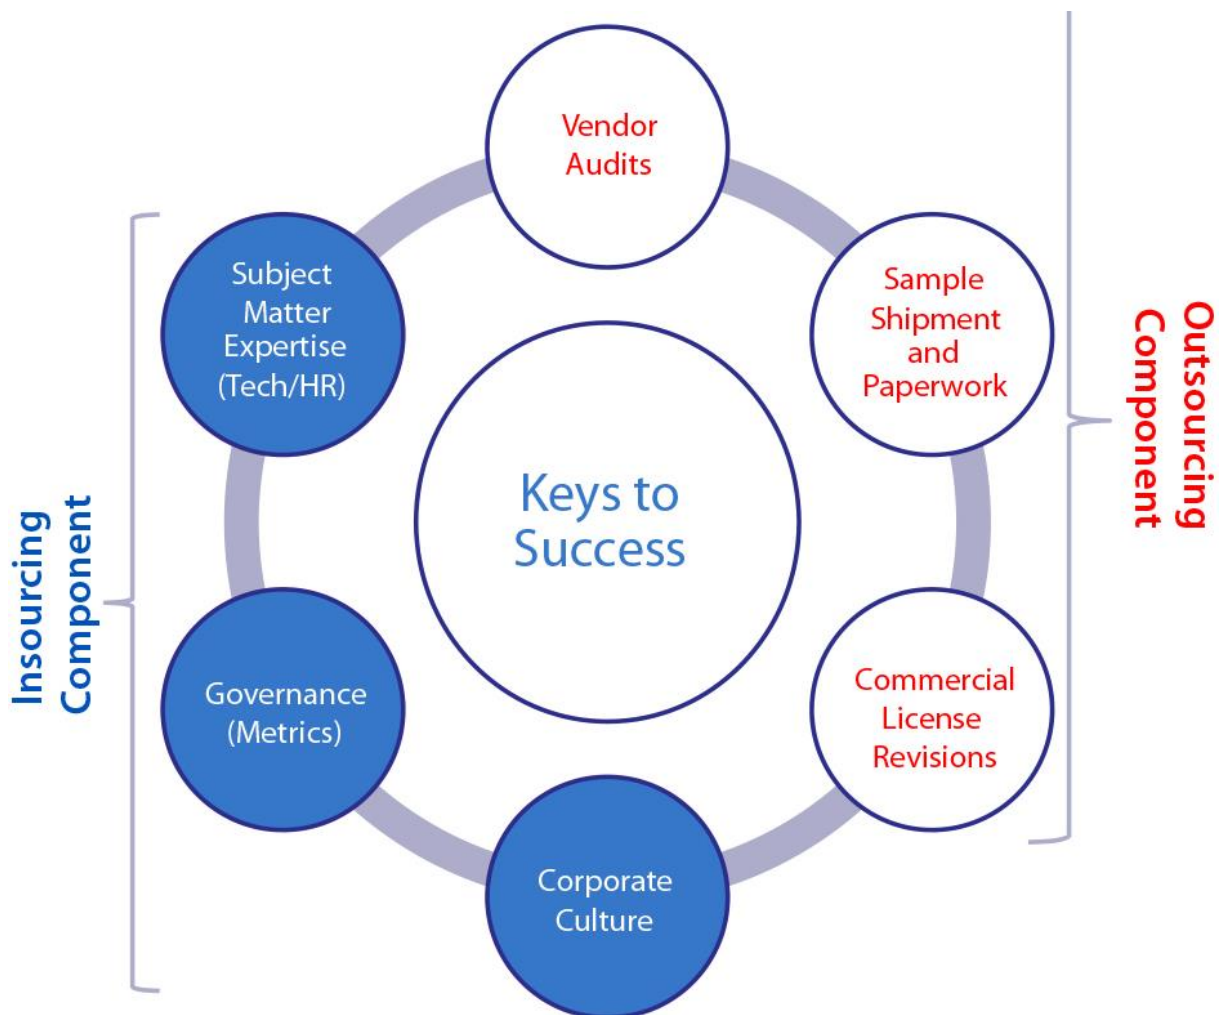 Vendor
Audits
Subject
Matter
Expertise
(Tech/HR)
Sample
Shipment
and
Paperwork
Outsourcing
Component
Keys to
Success
Insourcing
Component
Governance
(Metrics)
Commercial
License
Revisions
Corporate
Culture